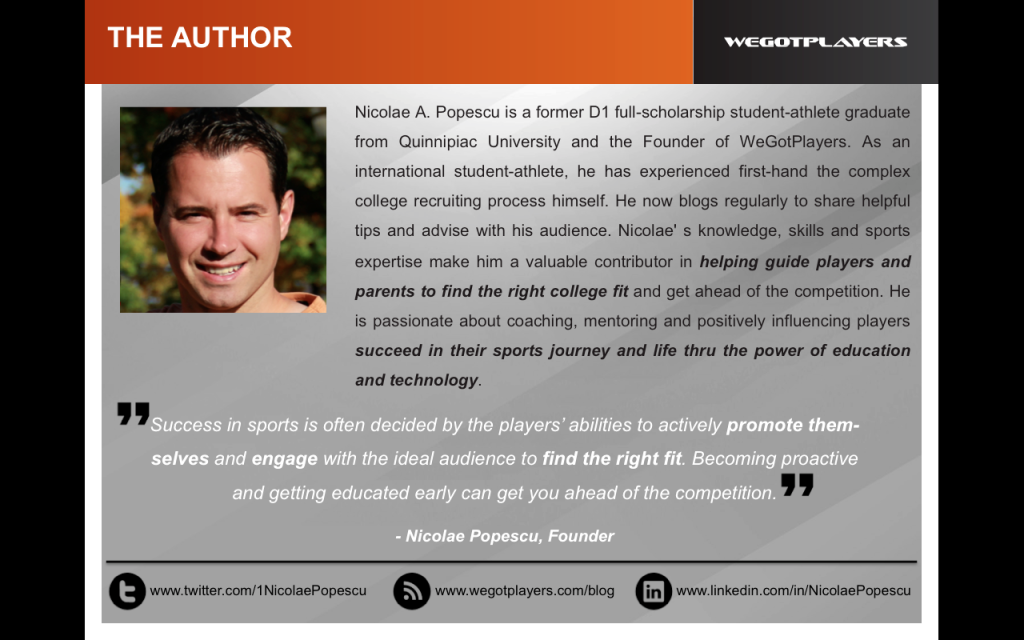 THE AUTHOR
WEGOTPLAYERS
Nicolae A. Popescu is a former D1 full-scholarship student-athlete graduate
from Quinnipiac University and the Founder of WeGotPlayers. As an
international student-athlete, he has experienced first-hand the complex
college recruiting process himself. He now blogs regularly to share helpful
tips and advise with his audience. Nicolae' s knowledge, skills and sports
expertise make him a valuable contributor in helping guide players and
parents to find the right college fit and get ahead of the competition. He
is passionate about coaching, mentoring and positively influencing players
succeed in their sports journey and life thru the power of education
and technology.
”Success in sports is often decided by the players’ abilities to actively promote them-
selves and engage with the ideal audience to find the right fit. Becoming proactive
and getting educated early can get you ahead of the competition.”
- Nicolae Popescu, Founder
www.twitter.com/1NicolaePopescu
www.wegotplayers.com/blog
in www.linkedin.com/in/NicolaePopescu